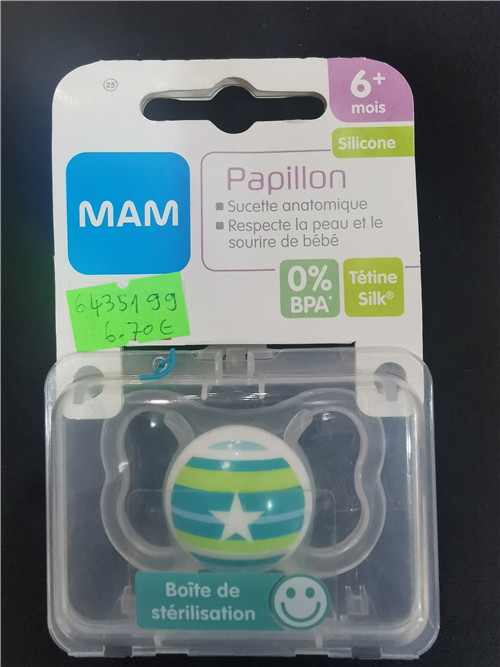 25
6+
mois
Silicone
MAM
Papillon
Sucette anatomique
Respecte la peau et le
sourire de bébé
0%
BPA*
Tétine
Silk®
6435199
6.70€
Boîte de
stérilisation